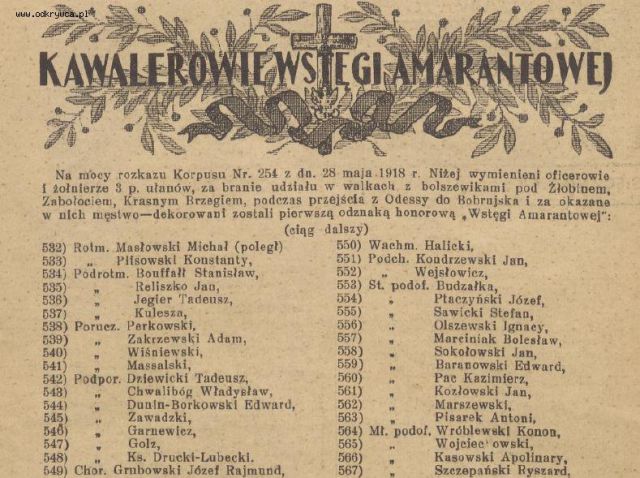 www.odkrywca.pl
KAWALEROWIE WSTĘGI AMARANTOWEJ
Na mocy rozkazu Korpusu Nr. 254 z dn. 28 maja 1918 r. Niżej wymienieni oficerowie
i żołnierze 3 p. ułanów, za branie udziału w walkach z bolszewikami pod Żłobinem,
Zabołociem, Krasnym Brzegiem, podczas przejścia z Odessy do Bobrujska i za okazane
w nich męstwo—dekorowani zostali pierwszą odznaką honorową „Wstęgi Amarantowej":
(ciąg dalszy)
532) Rotm. Masłowski Michał (poległ)
533) „ Plisowski Konstanty,
534) Podrotm. Bouffałł Stanisław,
535) „ Reliszko Jan,
536) „ Jegier Tadeusz,
537) „ Kulesza,
538) Porucz. Perkowski,
539) „ Zakrzewski Adam,
540) „ Wiśniewski,
541) „ Massalski,
542) Podpor. Dziewicki Tadeusz,
543) „ Chwalibóg Władysław,
544) „ Dunin-Borkowski Edward,
545) „ Zawadzki,
546) „ Garnewicz,
547) „ Golz,
548) „ Ks. Drucki-Lubecki.
549) Chor. Grubowski Józef Rajmund,
550) Wachm. Halicki,
551) Podch. Kondrzewski Jan,
552) „ Wejsłowicz,
553) St. podof. Budzałka,
554) „ Ptaczyński Józef,
555) „ Sawicki Stefan,
556) „ Olszewski Ignacy,
557) „ Marciniak Bolesław,
558) „ Sokołowski Jan,
559) „ Baranowski Edward,
560) „ Pac Kazimierz,
561) „ Kozłowski Jan,
562) „ Marszewski,
563) „ Pisarek Antoni,
564) Mł. podof. Wróblewski Konon,
565) „ Wojciechowski,
566) „ Kasowski Apolinary,
567) „ Szczepański Ryszard,